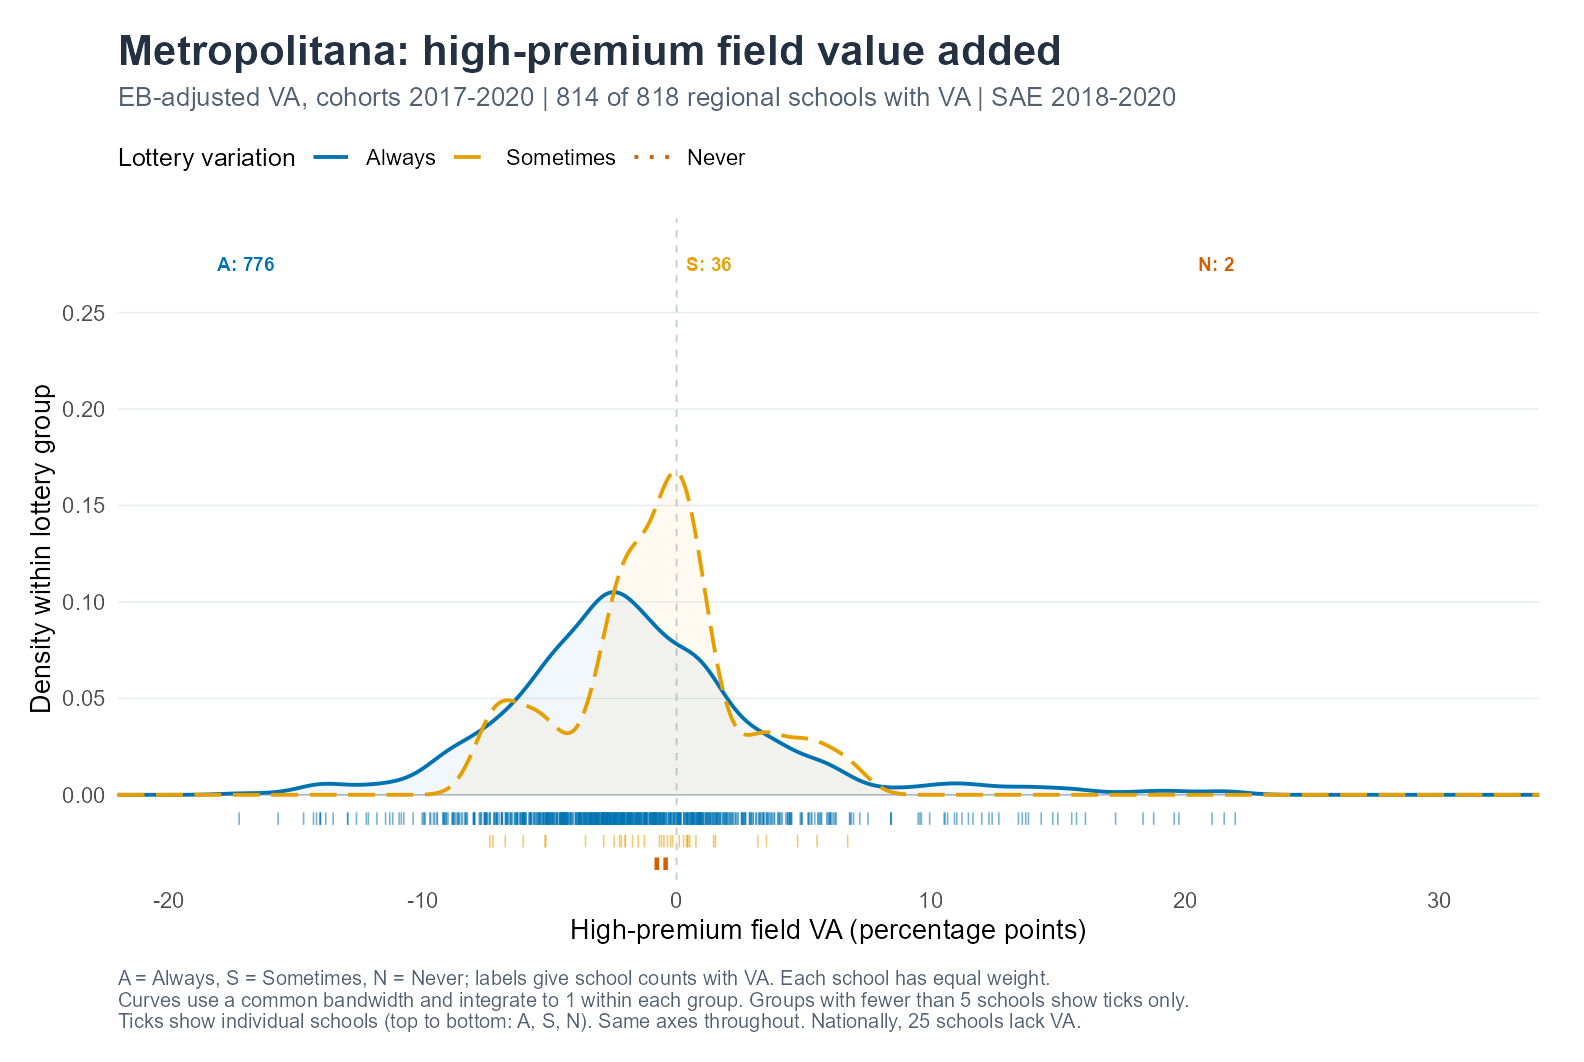 Metropolitana: high-premium field value added
EB-adjusted VA, cohorts 2017-2020 | 814 of 818 regional schools with VA | SAE 2018-2020
Lottery variation Always Sometimes Never
A: 776 S: 36 N: 2
0.25
0.20
0.15
0.10
0.05
0.00
Density within lottery group
-20 -10 0 10 20 30
High-premium field VA (percentage points)
A = Always, S = Sometimes, N = Never; labels give school counts with VA. Each school has equal weight.
Curves use a common bandwidth and integrate to 1 within each group. Groups with fewer than 5 schools show ticks only.
Ticks show individual schools (top to bottom: A, S, N). Same axes throughout. Nationally, 25 schools lack VA.